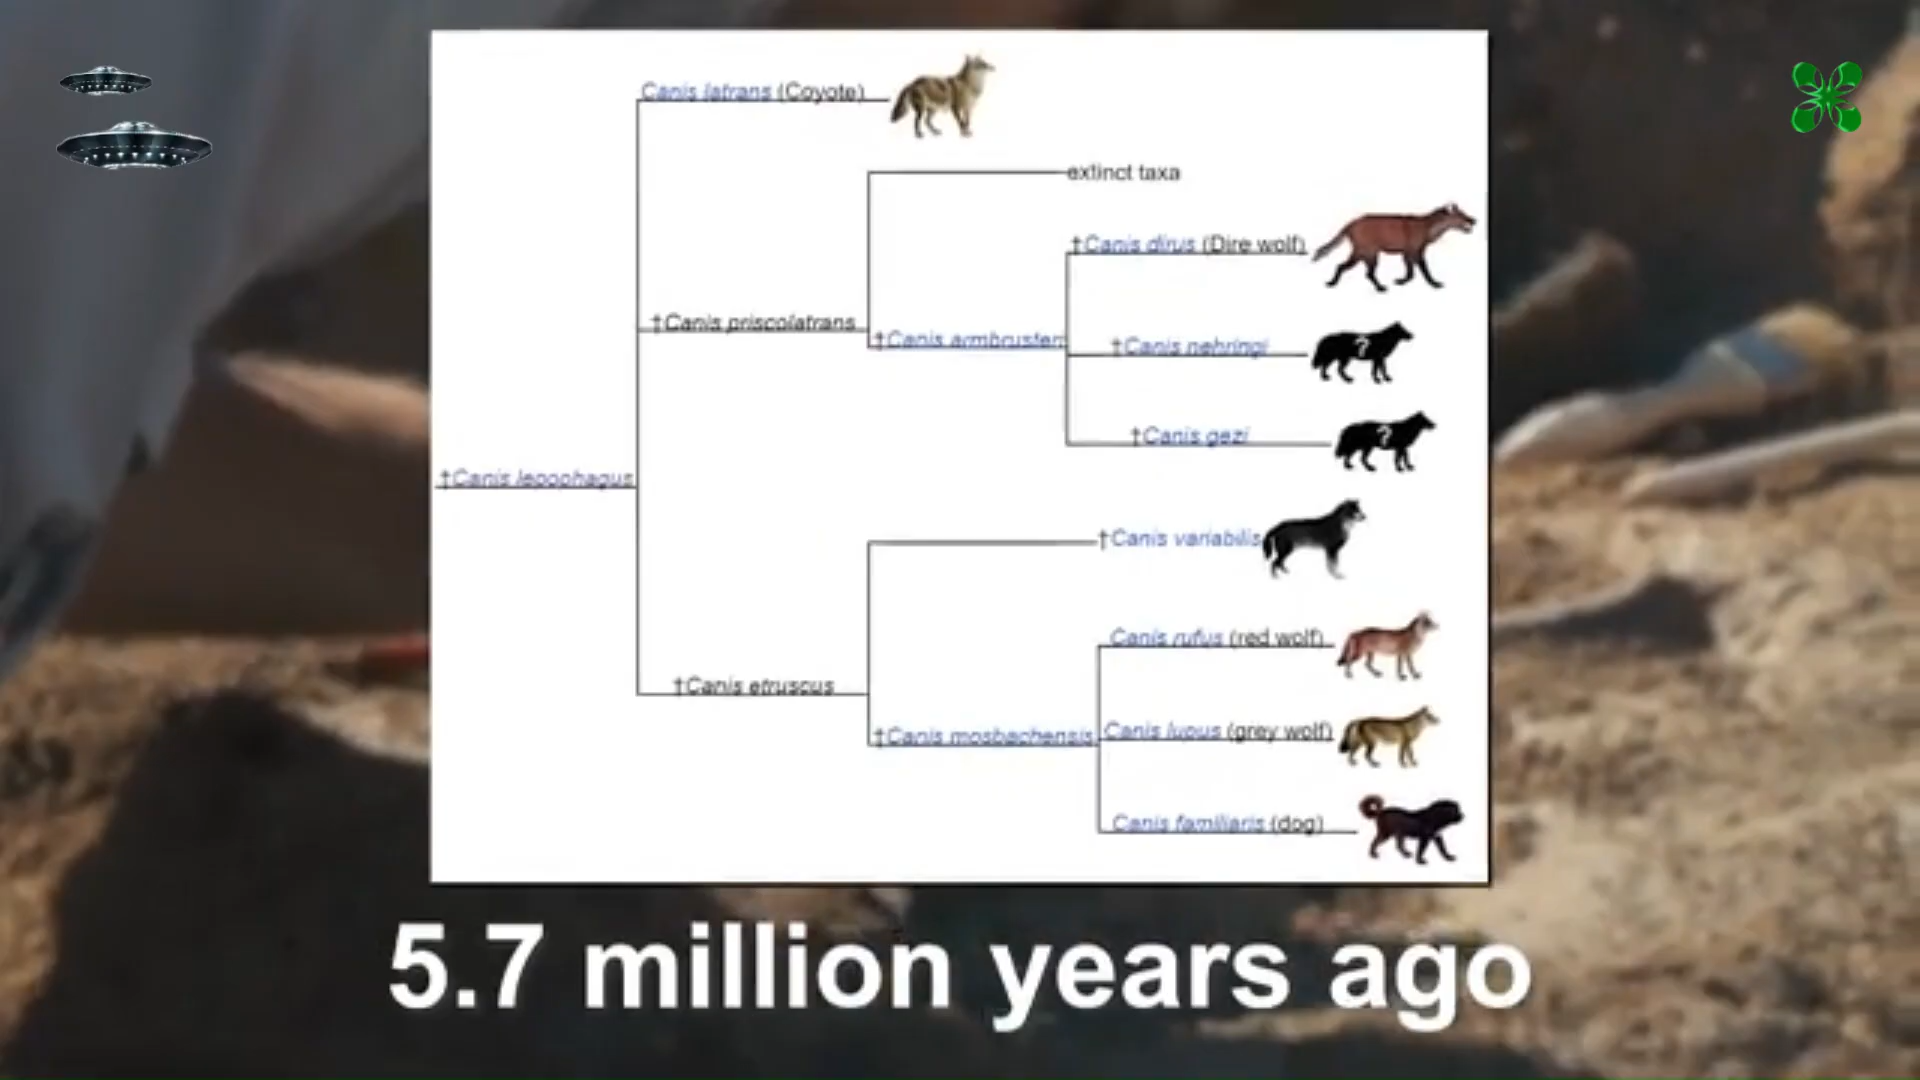 Canis latrans (Coyote)
extinct taxa
†Canis dirus (Dire wolf)
†Canis priscolatrans
†Canis armbrusteri
†Canis nehringi
?
†Canis gezi
?
†Canis lepophagus
†Canis variabilis
Canis rufus (red wolf)
†Canis etruscus
†Canis mosbachensis
Canis lupus (grey wolf)
Canis familiaris (dog)
5.7 million years ago